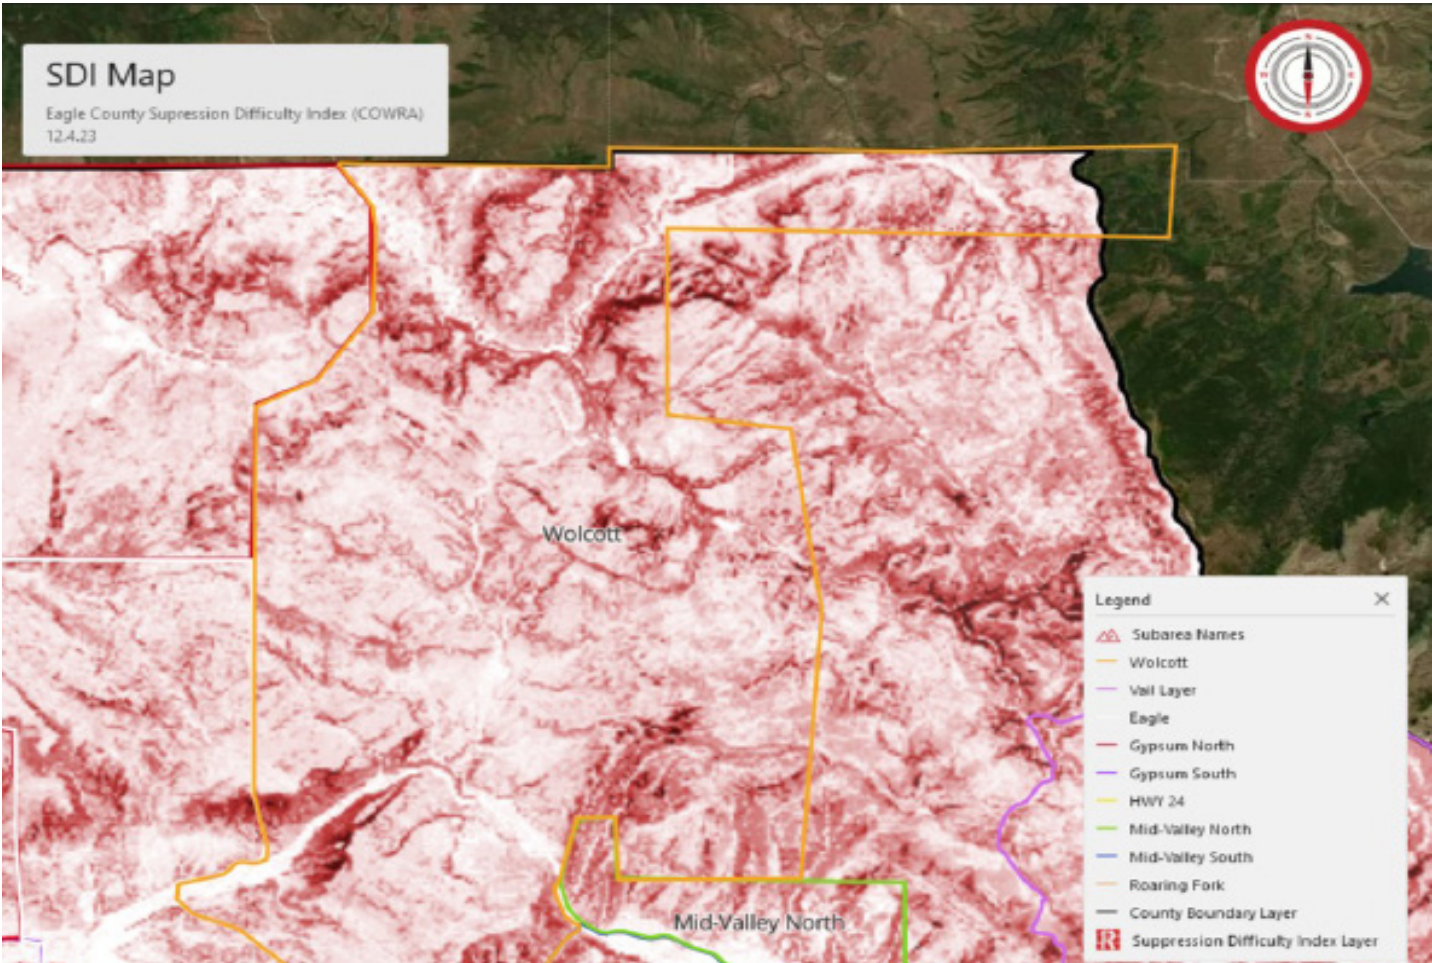 SDI Map
Eagle County Supression Difficulty Index (COWRA)
12.4.23
N
W
E
S
Wolcott
Mid-Valley North
Legend
Subarea Names
Wolcott
Vail Layer
Eagle
Gypsum North
Gypsum South
HWY 24
Mid-Valley North
Mid-Valley South
Roaring Fork
County Boundary Layer
Suppression Difficulty Index Layer